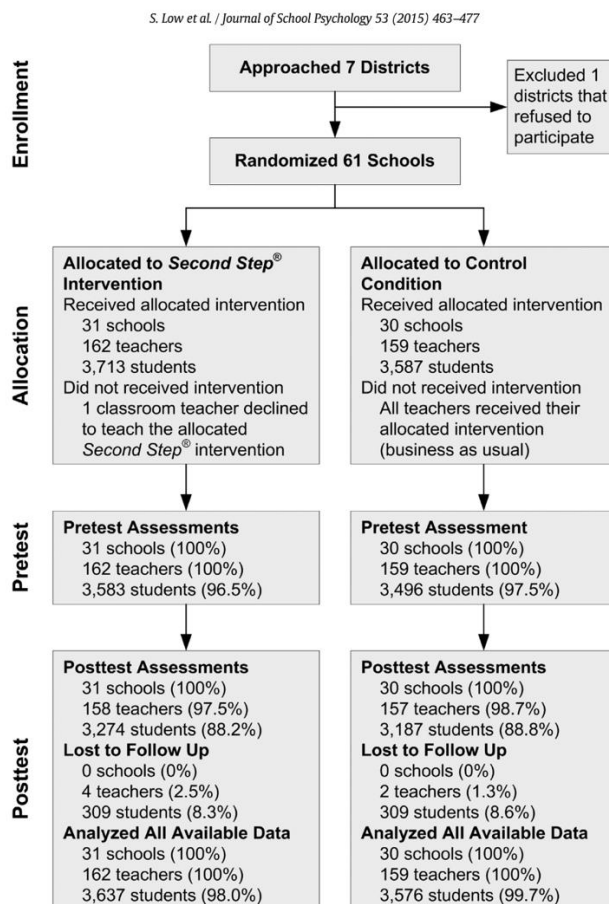 S. Low et al. / Journal of School Psychology 53 (2015) 463–477
Enrollment
Approached 7 Districts
Excluded 1
districts that
refused to
participate
Randomized 61 Schools
Allocation
Allocated to Second Step®
Intervention
Received allocated intervention
31 schools
162 teachers
3,713 students
Did not received intervention
1 classroom teacher declined
to teach the allocated
Second Step® intervention
Allocated to Control
Condition
Received allocated intervention
30 schools
159 teachers
3,587 students
Did not received intervention
All teachers received their
allocated intervention
(business as usual)
Pretest
Pretest Assessments
31 schools (100%)
162 teachers (100%)
3,583 students (96.5%)
Pretest Assessment
30 schools (100%)
159 teachers (100%)
3,496 students (97.5%)
Posttest
Posttest Assessments
31 schools (100%)
158 teachers (97.5%)
3,274 students (88.2%)
Lost to Follow Up
0 schools (0%)
4 teachers (2.5%)
309 students (8.3%)
Analyzed All Available Data
31 schools (100%)
162 teachers (100%)
3,637 students (98.0%)
Posttest Assessments
30 schools (100%)
157 teachers (98.7%)
3,187 students (88.8%)
Lost to Follow Up
0 schools (0%)
2 teachers (1.3%)
309 students (8.6%)
Analyzed All Available Data
30 schools (100%)
159 teachers (100%)
3,576 students (99.7%)